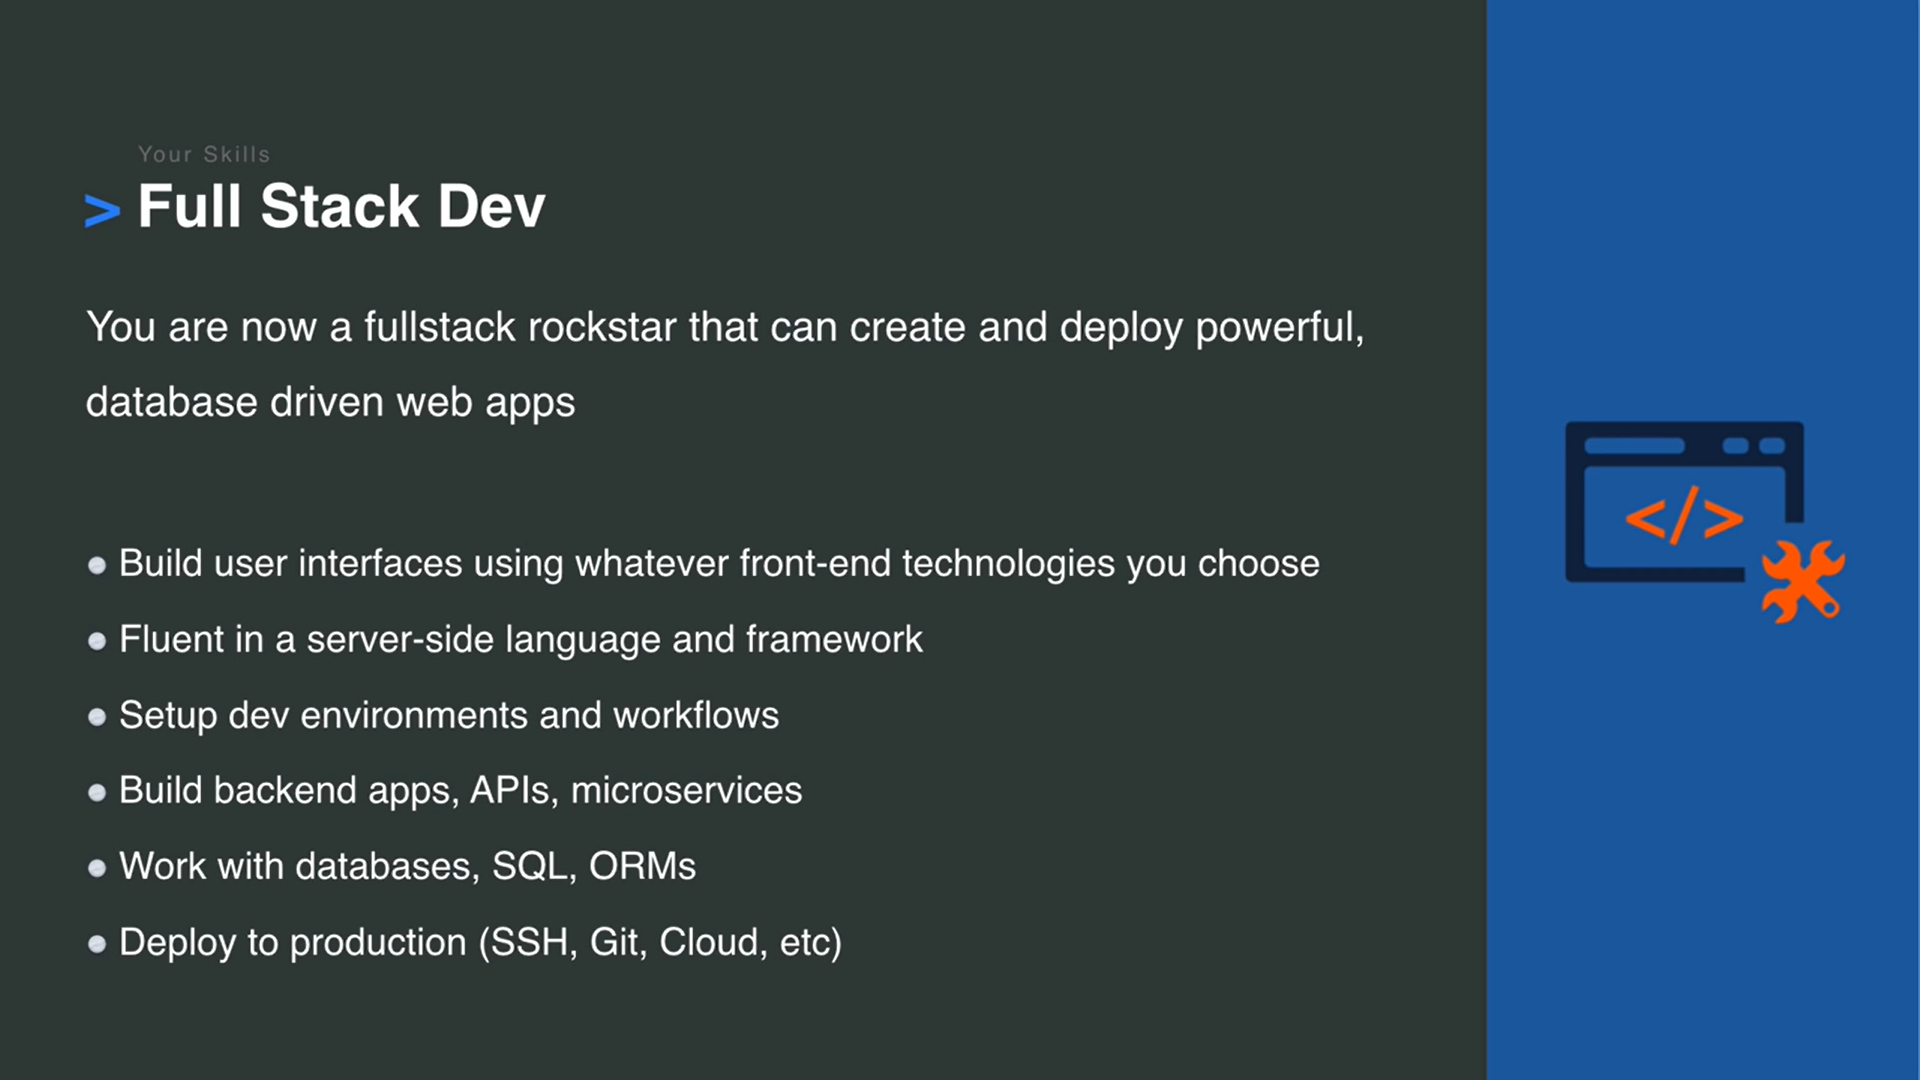 Your Skills
> Full Stack Dev
You are now a fullstack rockstar that can create and deploy powerful,
database driven web apps
• Build user interfaces using whatever front-end technologies you choose
• Fluent in a server-side language and framework
• Setup dev environments and workflows
• Build backend apps, APIs, microservices
• Work with databases, SQL, ORMs
• Deploy to production (SSH, Git, Cloud, etc)
</>